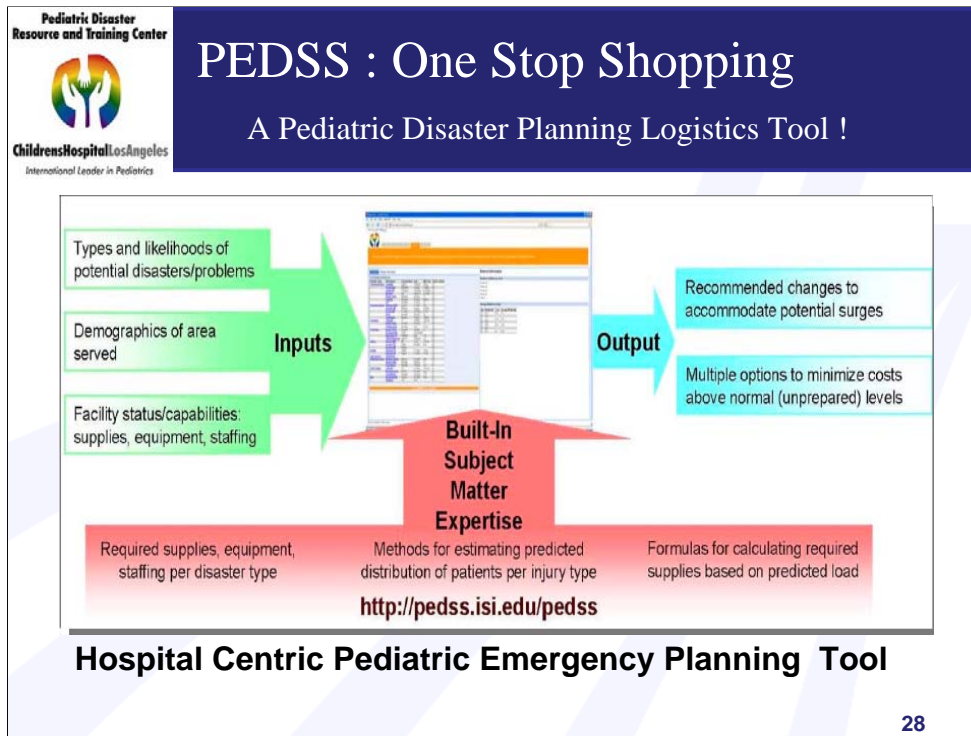 Pediatric Disaster
Resource and Training Center
ChildrensHospitalLosAngeles
International Leader in Pediatrics
PEDSS : One Stop Shopping
A Pediatric Disaster Planning Logistics Tool !
Types and likelihoods of
potential disasters/problems
Demographics of area
served
Facility status/capabilities:
supplies, equipment, staffing
Inputs
Output
Recommended changes to
accommodate potential surges
Multiple options to minimize costs
above normal (unprepared) levels
Built-In
Subject
Matter
Expertise
Required supplies, equipment,
staffing per disaster type
Methods for estimating predicted
distribution of patients per injury type
Formulas for calculating required
supplies based on predicted load
http://pedss.isi.edu/pedss
Hospital Centric Pediatric Emergency Planning Tool
28